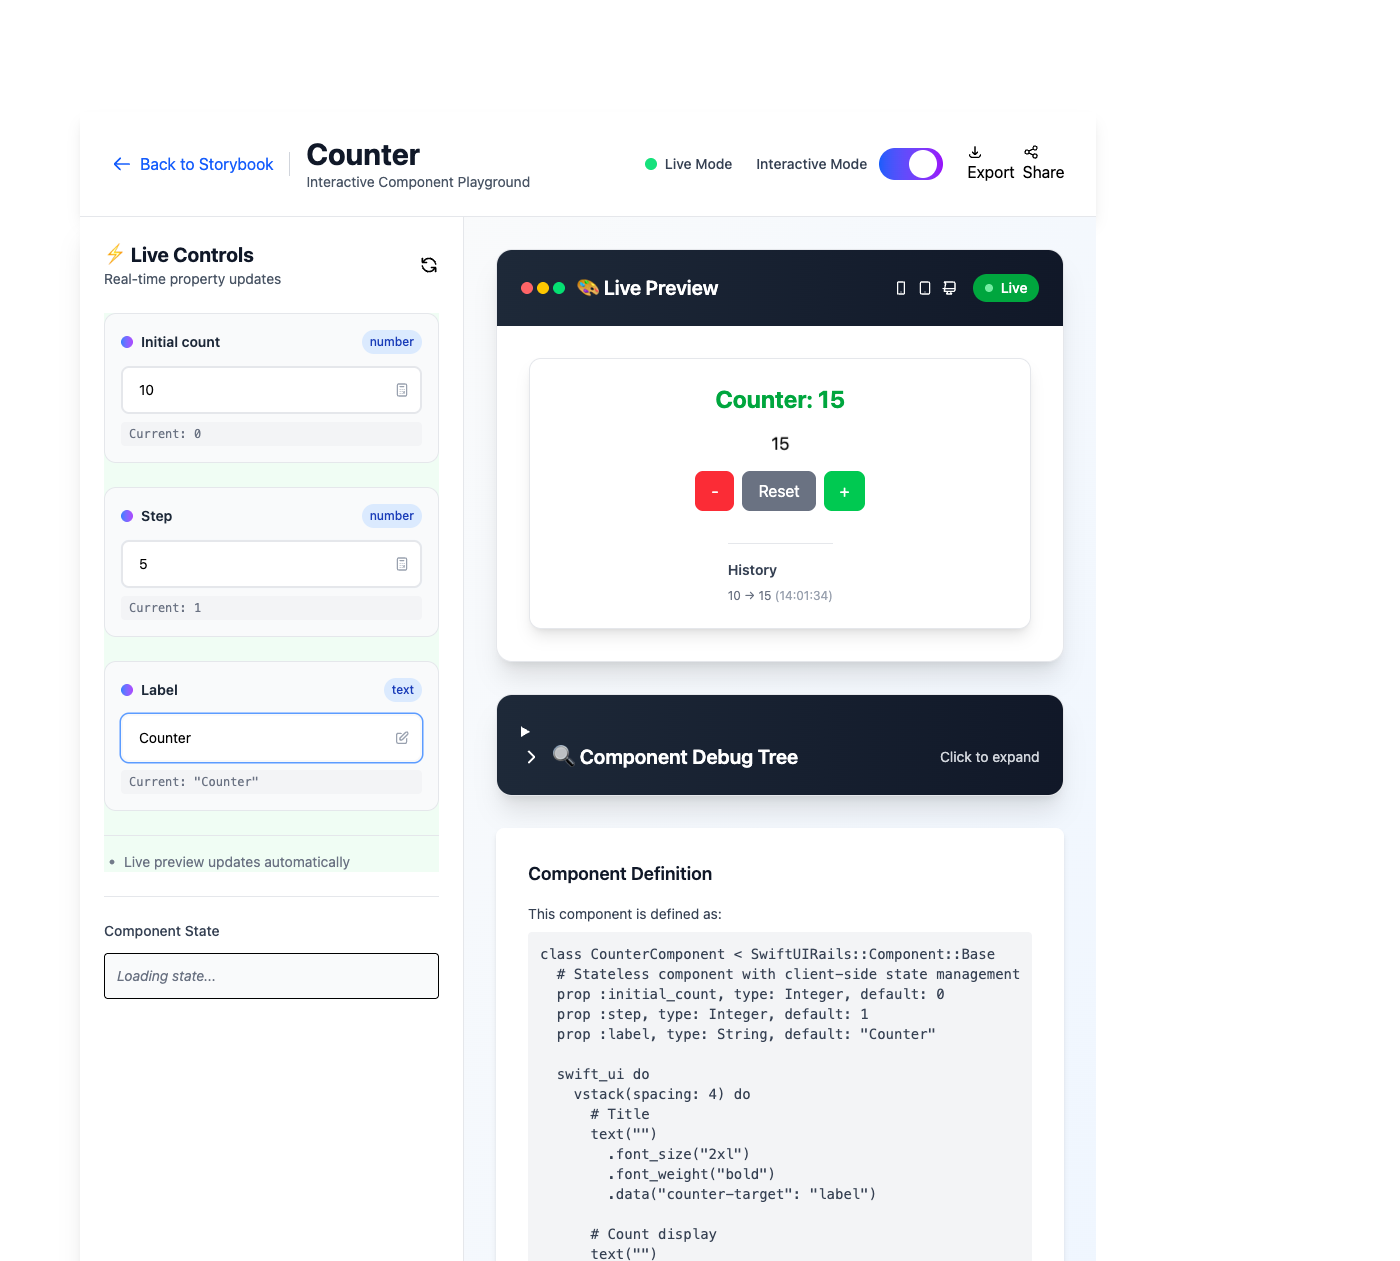 Back to Storybook
Counter
Interactive Component Playground
Live Mode
Interactive Mode
Export
Share
⚡ Live Controls
Real-time property updates
Initial count
number
10
Current: 0
Step
number
5
Current: 1
Label
text
Counter
Current: "Counter"
• Live preview updates automatically
Component State
Loading state...
🎨 Live Preview
Live
Counter: 15
15
-
Reset
+
History
10 → 15 (14:01:34)
🔍 Component Debug Tree
Click to expand
Component Definition
This component is defined as:
class CounterComponent < SwiftUIRails::Component::Base
  # Stateless component with client-side state management
  prop :initial_count, type: Integer, default: 0
  prop :step, type: Integer, default: 1
  prop :label, type: String, default: "Counter"

  swift_ui do
    vstack(spacing: 4) do
      # Title
      text("")
        .font_size("2xl")
        .font_weight("bold")
        .data("counter-target": "label")

      # Count display
      text("")